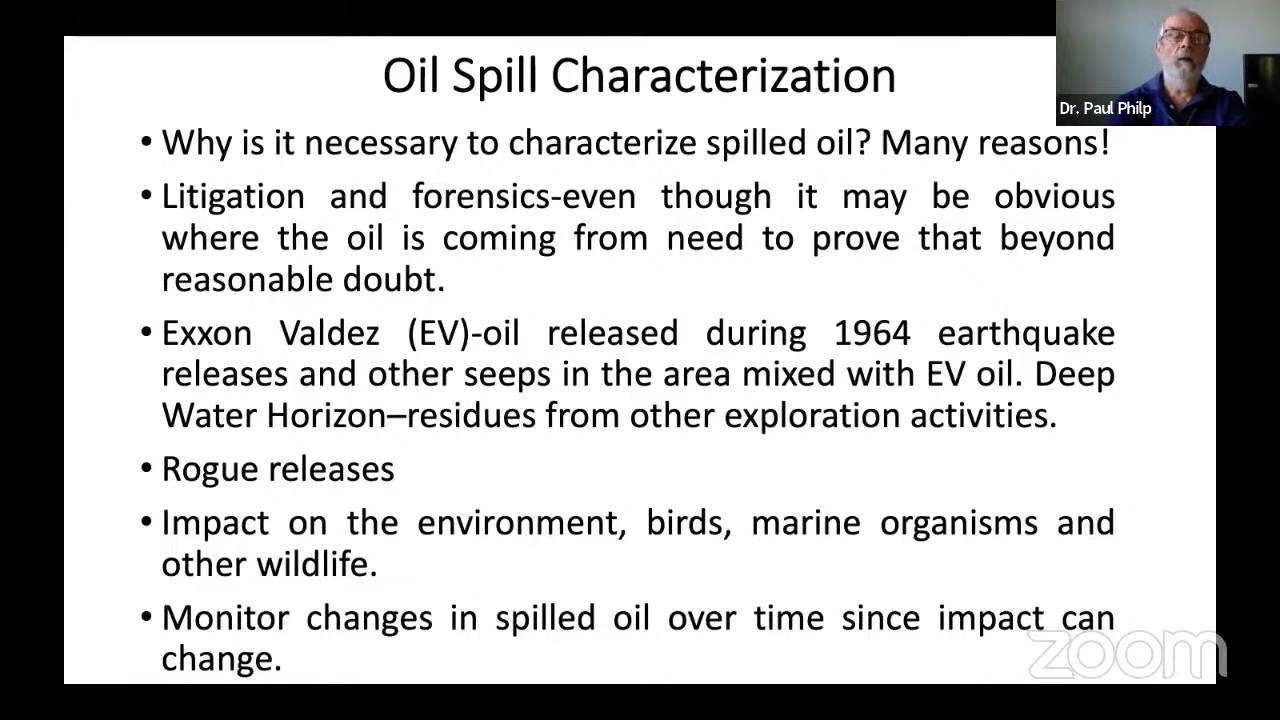 Oil Spill Characterization
Dr. Paul Philp
• Why is it necessary to characterize spilled oil? Many reasons!
• Litigation and forensics-even though it may be obvious
where the oil is coming from need to prove that beyond
reasonable doubt.
• Exxon Valdez (EV)-oil released during 1964 earthquake
releases and other seeps in the area mixed with EV oil. Deep
Water Horizon–residues from other exploration activities.
• Rogue releases
• Impact on the environment, birds, marine organisms and
other wildlife.
• Monitor changes in spilled oil over time since impact can
change.
zoom